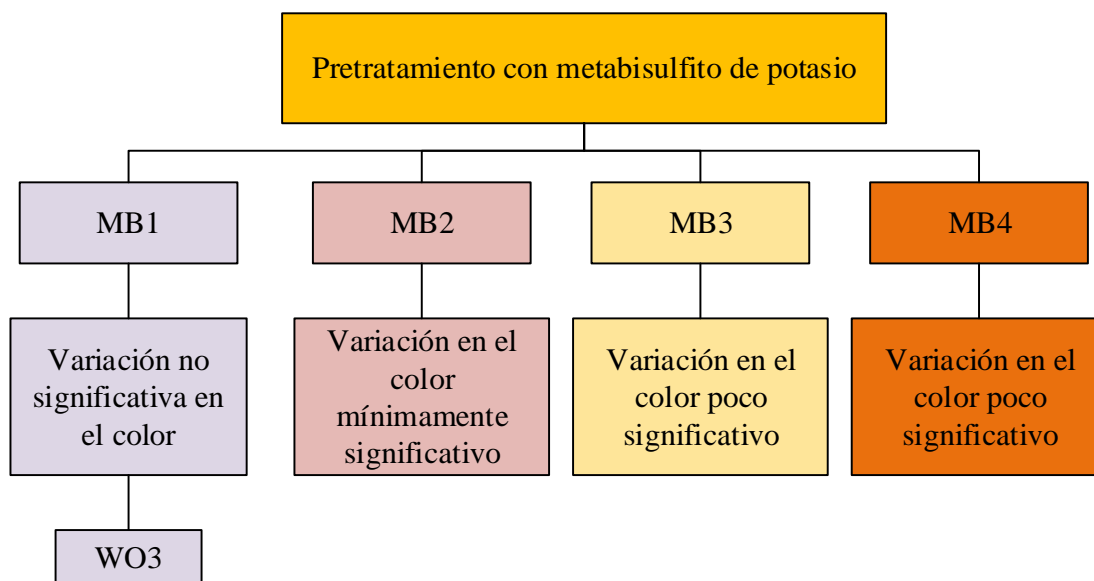 Pretratamiento con metabisulfito de potasio
MB1
MB2
MB3
MB4
Variación no
significativa en
el color
Variación en el
color
mínimamente
significativo
Variación en el
color poco
significativo
Variación en el
color poco
significativo
WO3